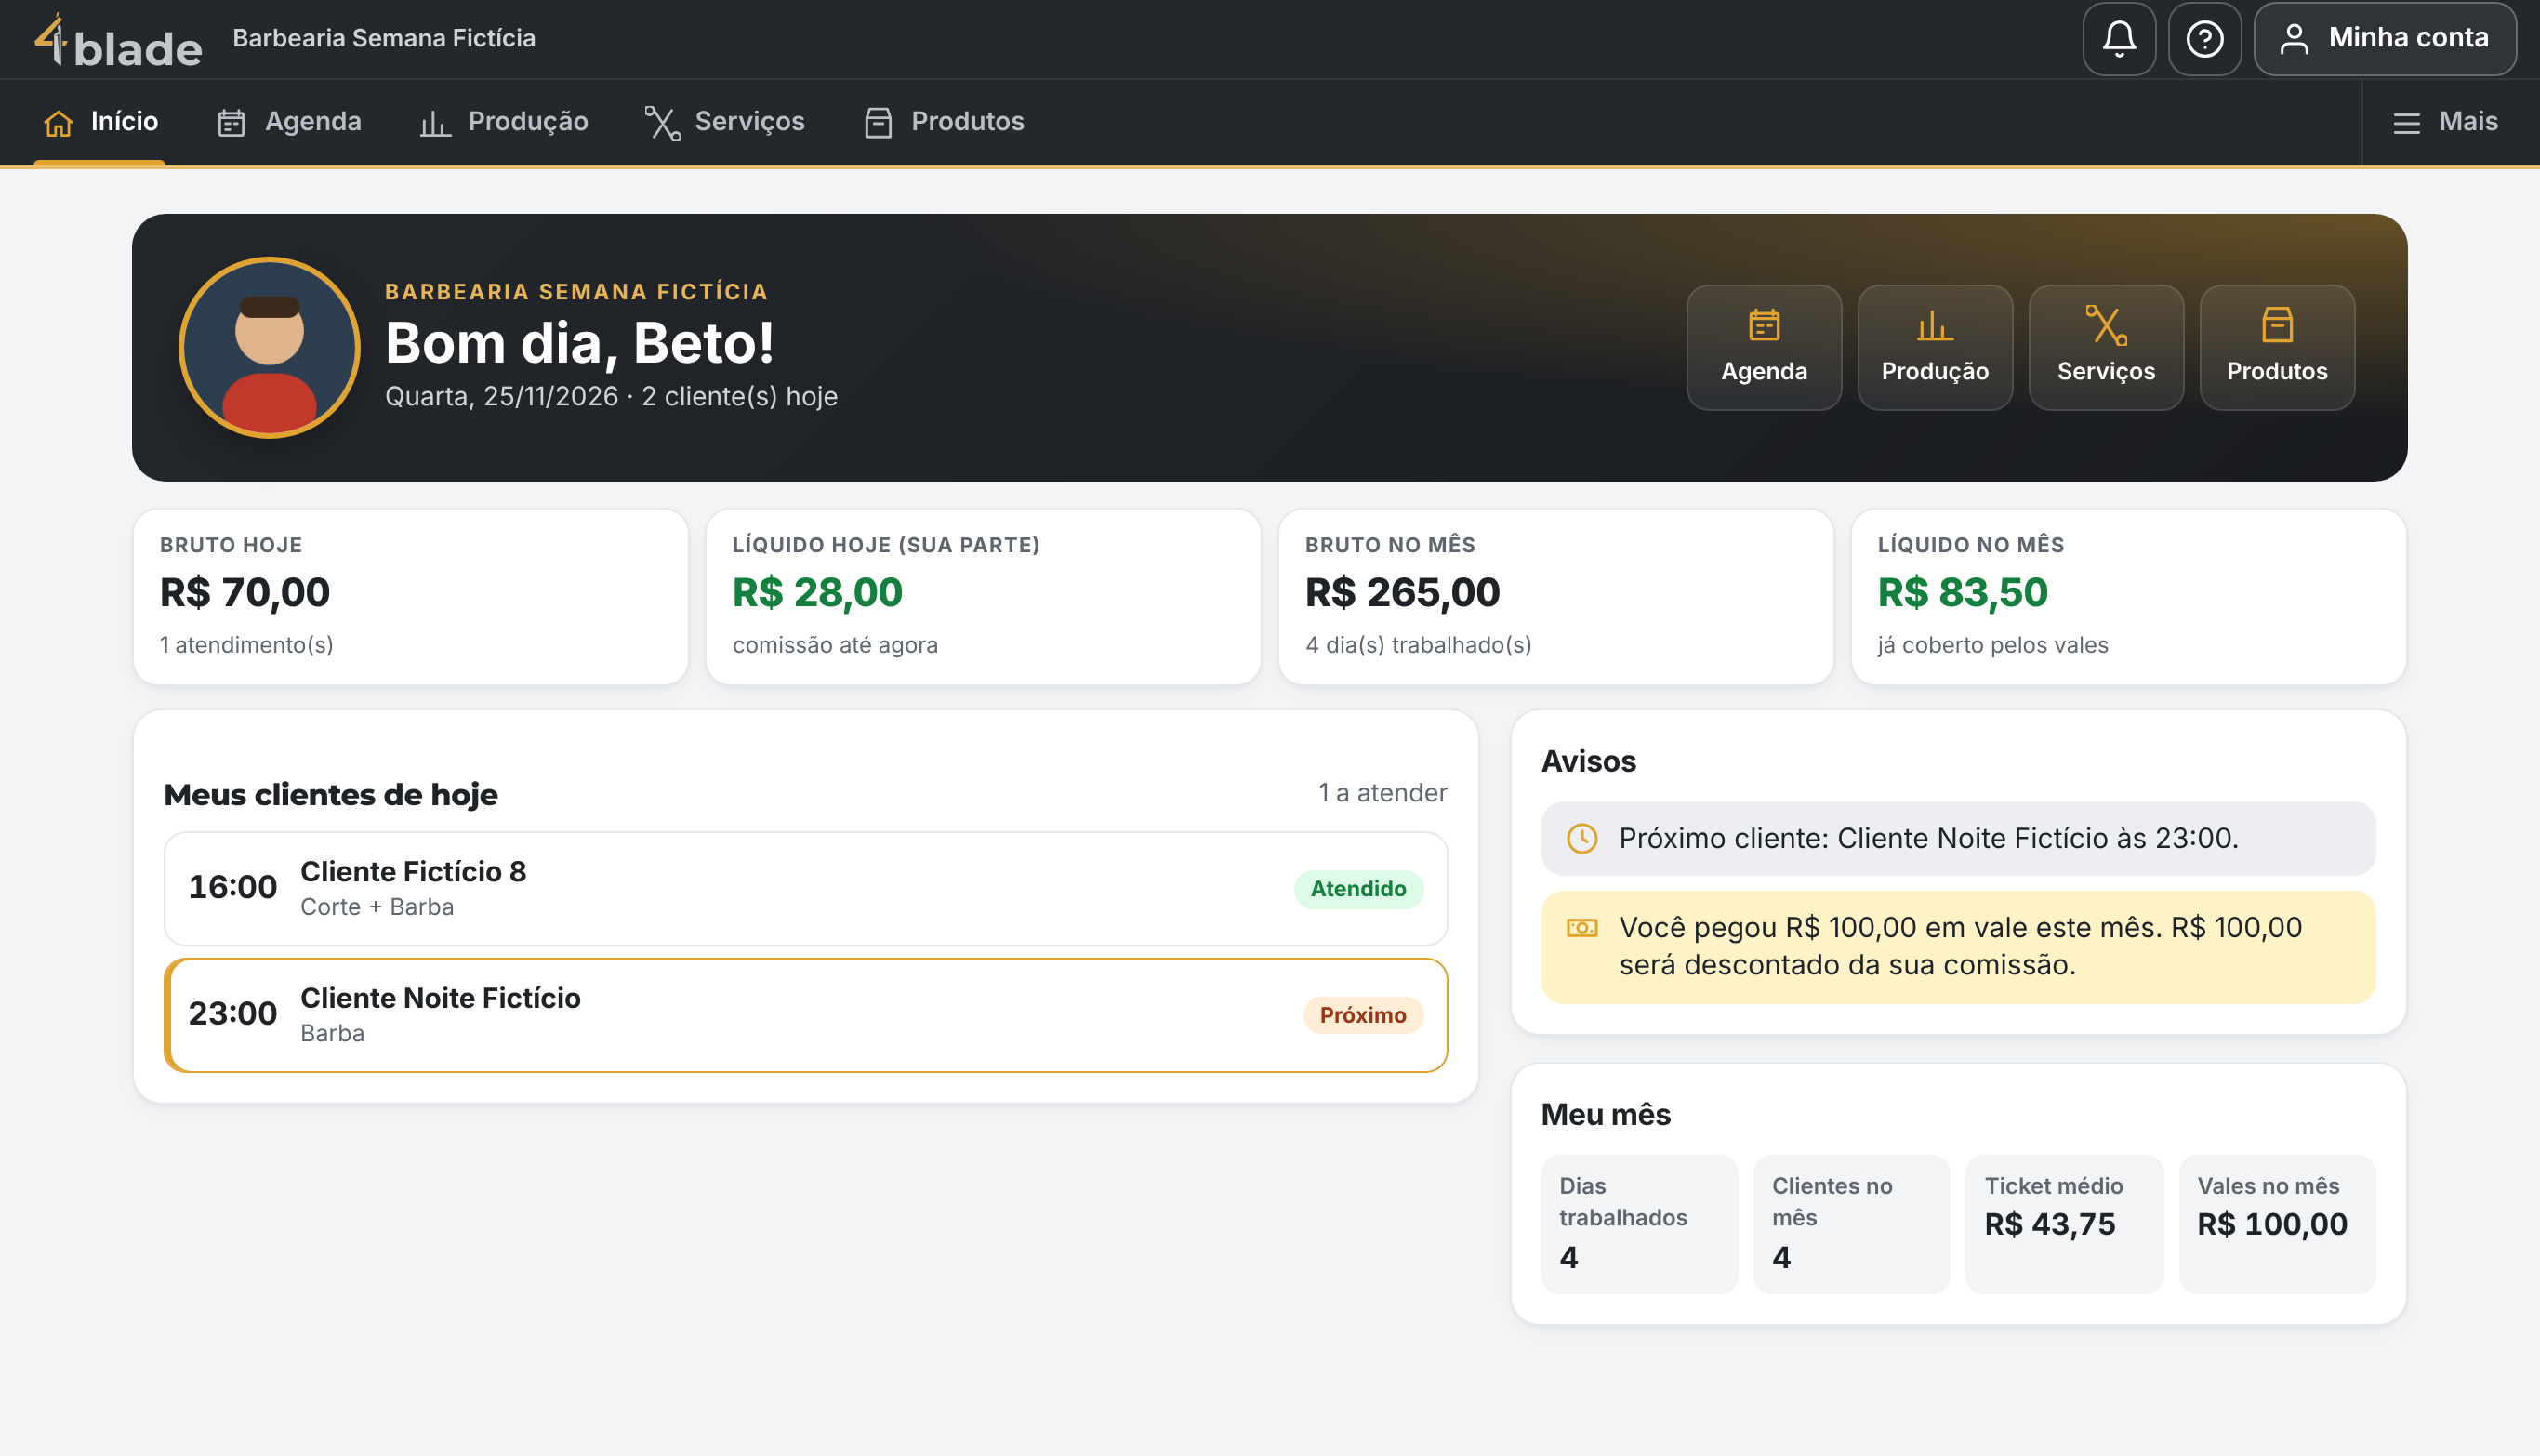 4blade
Barbearia Semana Fictícia
Minha conta
Início
Agenda
Produção
Serviços
Produtos
Mais
BARBEARIA SEMANA FICTÍCIA
Bom dia, Beto!
Quarta, 25/11/2026 · 2 cliente(s) hoje
Agenda
Produção
Serviços
Produtos
BRUTO HOJE
R$ 70,00
1 atendimento(s)
LÍQUIDO HOJE (SUA PARTE)
R$ 28,00
comissão até agora
BRUTO NO MÊS
R$ 265,00
4 dia(s) trabalhado(s)
LÍQUIDO NO MÊS
R$ 83,50
já coberto pelos vales
Meus clientes de hoje
1 a atender
16:00
Cliente Fictício 8
Corte + Barba
Atendido
23:00
Cliente Noite Fictício
Barba
Próximo
Avisos
Próximo cliente: Cliente Noite Fictício às 23:00.
Você pegou R$ 100,00 em vale este mês. R$ 100,00
será descontado da sua comissão.
Meu mês
Dias
trabalhados
4
Clientes no
mês
4
Ticket médio
R$ 43,75
Vales no mês
R$ 100,00